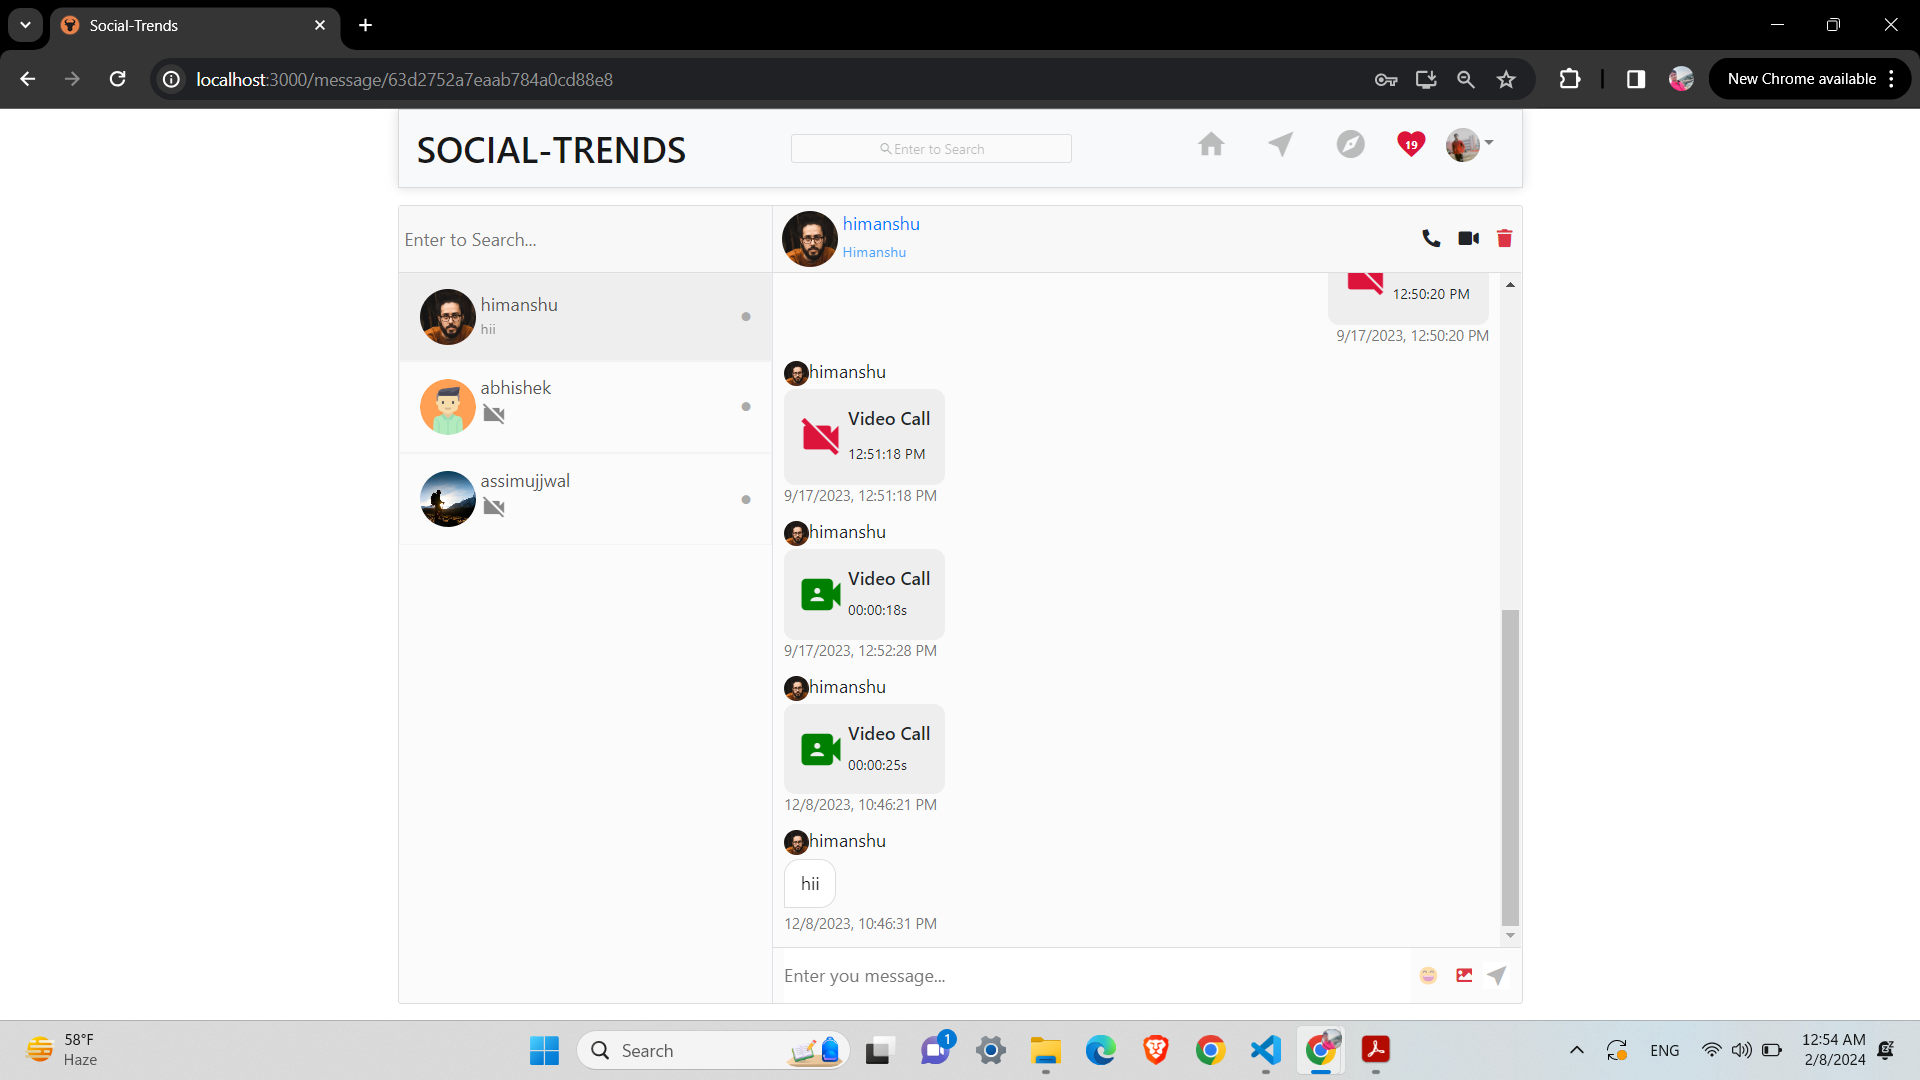 Social-Trends
localhost:3000/message/63d2752a7eaab784a0cd88e8
New Chrome available
SOCIAL-TRENDS
Enter to Search
19
Enter to Search...
himanshu
hii
abhishek
assimujjwal
himanshu
Himanshu
12:50:20 PM
9/17/2023, 12:50:20 PM
himanshu
Video Call
12:51:18 PM
9/17/2023, 12:51:18 PM
himanshu
Video Call
00:00:18s
9/17/2023, 12:52:28 PM
himanshu
Video Call
00:00:25s
12/8/2023, 10:46:21 PM
himanshu
hii
12/8/2023, 10:46:31 PM
Enter you message...
58°F
Haze
Search
1
ENG
12:54 AM
2/8/2024